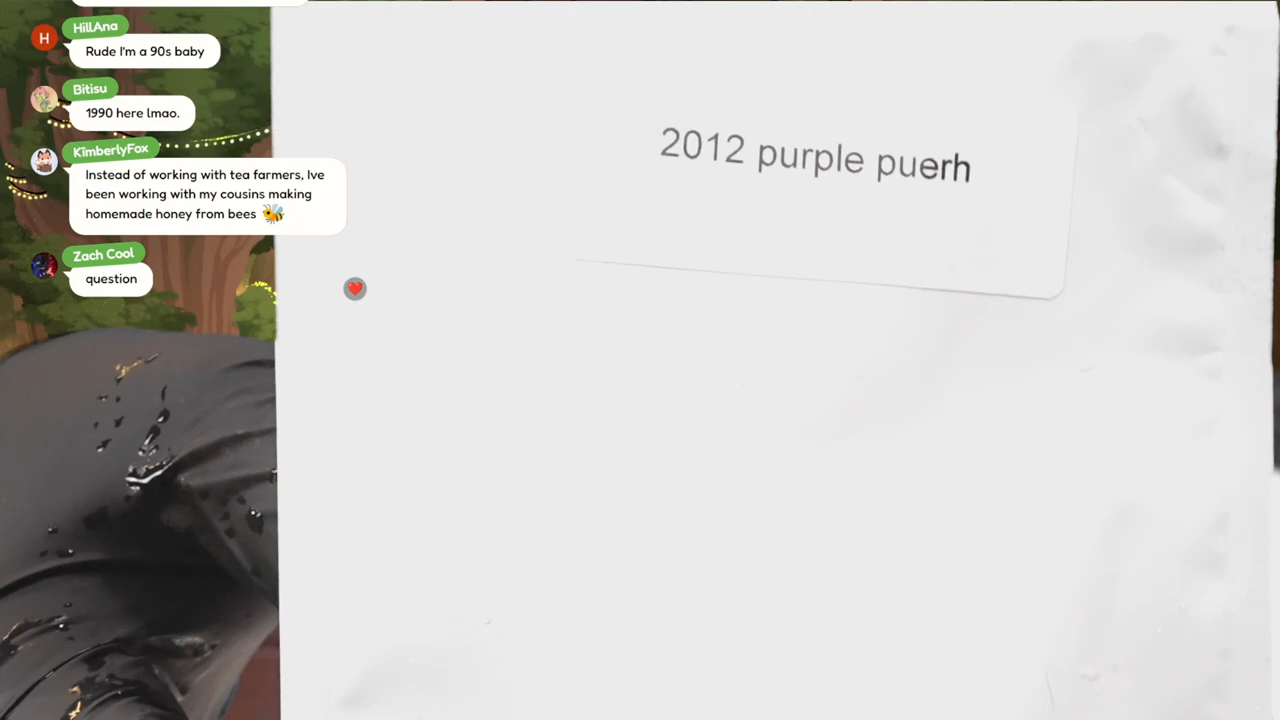 HillAna
H
Rude I'm a 90s baby
Bitisu
1990 here lmao.
KimberlyFox
Instead of working with tea farmers, Ive
been working with my cousins making
homemade honey from bees 🐝
Zach Cool
question
2012 purple puerh